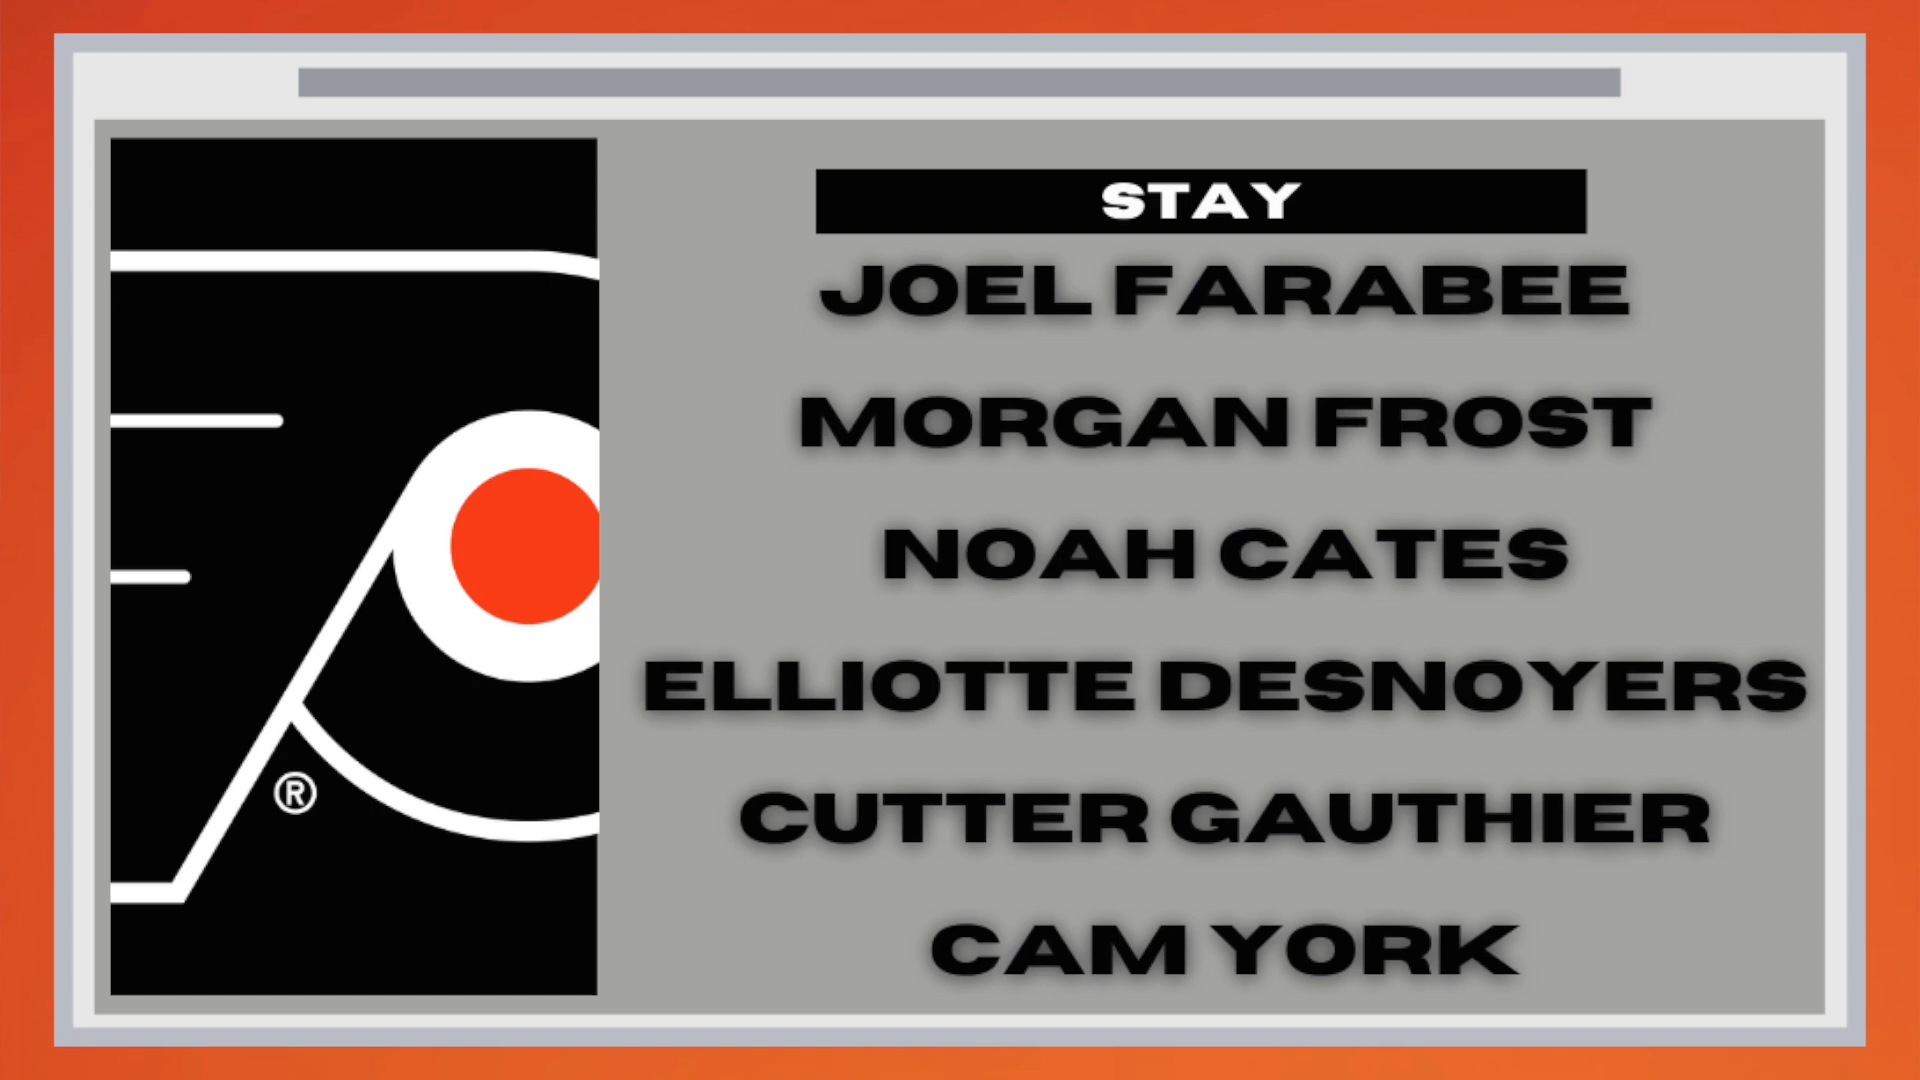 STAY
JOEL FARABEE
MORGAN FROST
NOAH CATES
ELLIOTTE DESNOYERS
CUTTER GAUTHIER
CAM YORK
®